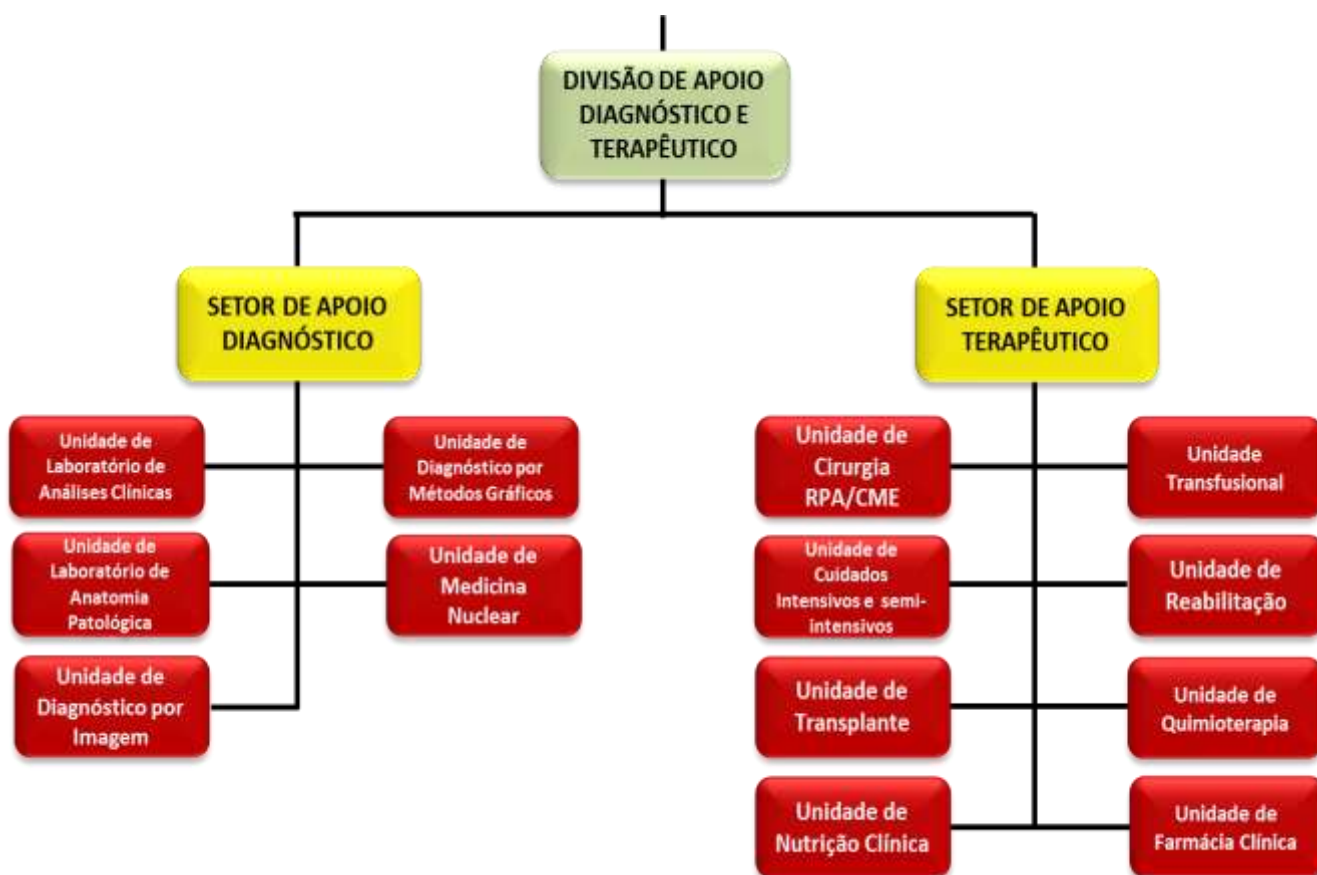 DIVISÃO DE APOIO
DIAGNÓSTICO E
TERAPÊUTICO
SETOR DE APOIO
DIAGNÓSTICO
SETOR DE APOIO
TERAPÊUTICO
Unidade de
Laboratório de
Análises Clínicas
Unidade de
Diagnóstico por
Métodos Gráficos
Unidade de
Laboratório de
Anatomia
Patológica
Unidade de
Medicina
Nuclear
Unidade de
Diagnóstico por
Imagem
Unidade de
Cirurgia
RPA/CME
Unidade
Transfusional
Unidade de
Cuidados
Intensivos e semi-
intensivos
Unidade de
Reabilitação
Unidade de
Transplante
Unidade de
Quimioterapia
Unidade de
Nutrição Clínica
Unidade de
Farmácia Clínica